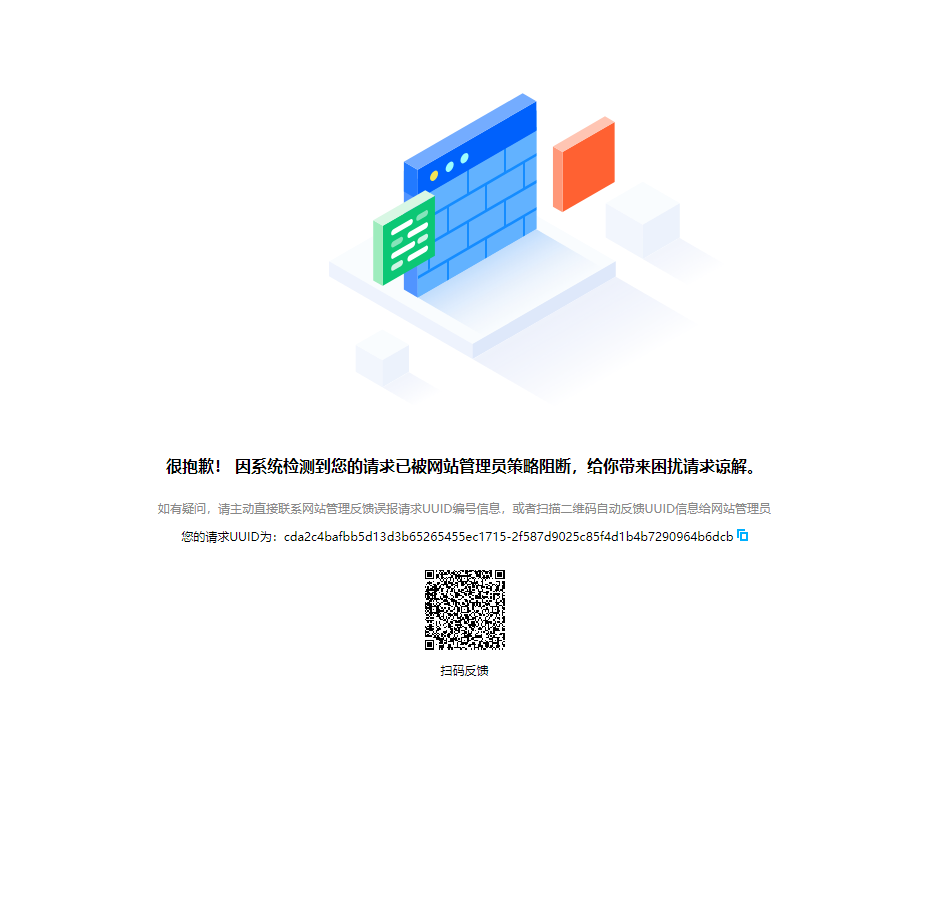 很抱歉！ 因系统检测到您的请求已被网站管理员策略阻断，给你带来困扰请求谅解。
如有疑问，请主动直接联系网站管理反馈误报请求UUID编号信息，或者扫描二维码自动反馈UUID信息给网站管理员
您的请求UUID为：cda2c4bafbb5d13d3b65265455ec1715-2f587d9025c85f4d1b4b7290964b6dcb
扫码反馈